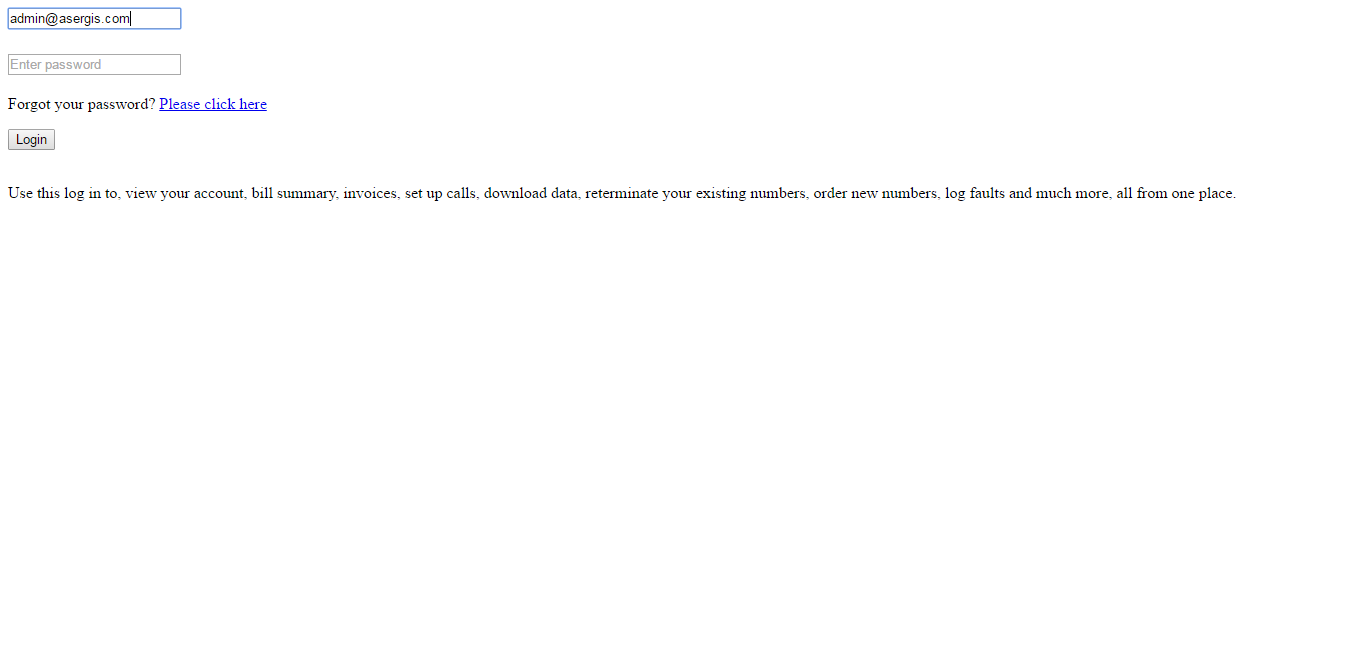 admin@asergis.com
Enter password
Forgot your password? Please click here
Login
Use this log in to, view your account, bill summary, invoices, set up calls, download data, reterminate your existing numbers, order new numbers, log faults and much more, all from one place.